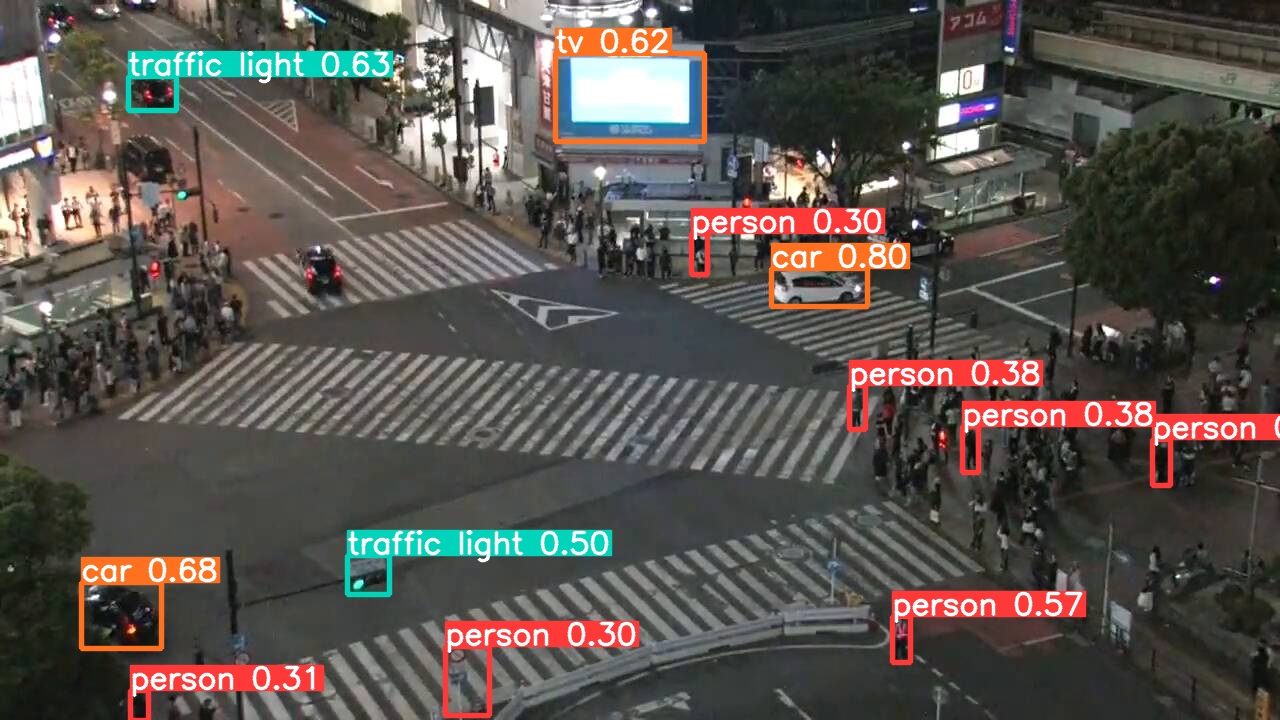 traffic light 0.63
tv 0.62
アコム
person 0.30
car 0.80
person 0.38
person 0.38
person 0
traffic light 0.50
car 0.68
person 0.57
person 0.30
person 0.31